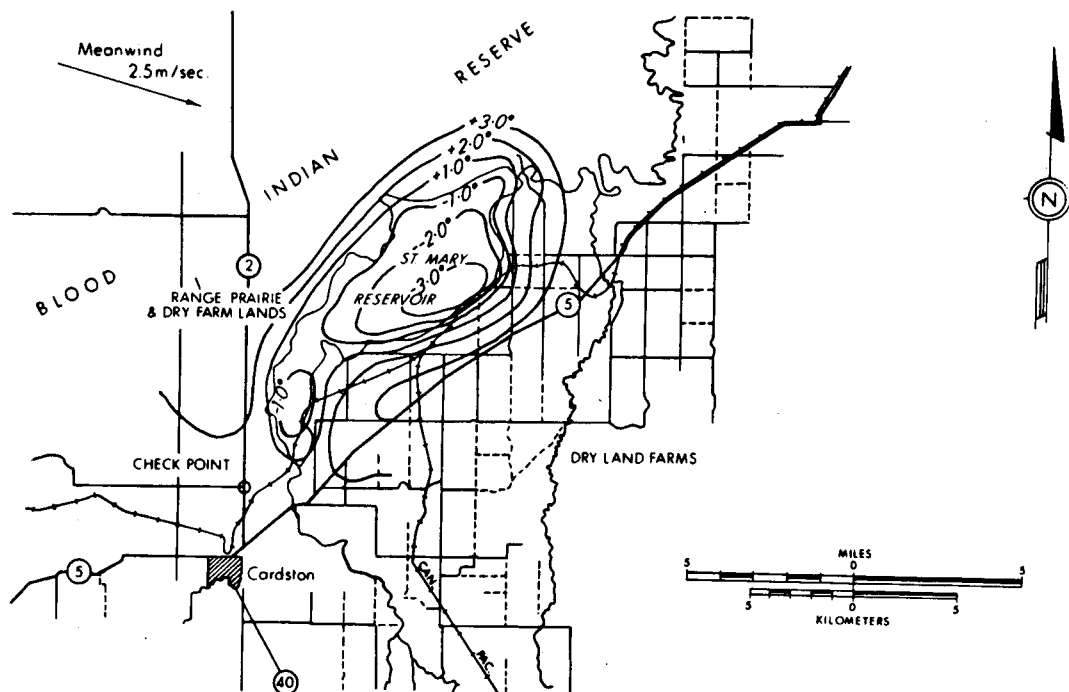 Meanwind
2.5m/sec.
INDIAN
RESERVE
BLOOD
+3.0°
+2.0°
+1.0°
-1.0°
-2.0°
ST MARY
-3.0°
RESERVOIR
-1.0°
2
RANGE PRAIRIE
& DRY FARM LANDS
5
N
CHECK POINT
DRY LAND FARMS
5
Cardston
40
CAN.
PAC.
MILES
5 0 5
5 0 5
KILOMETERS